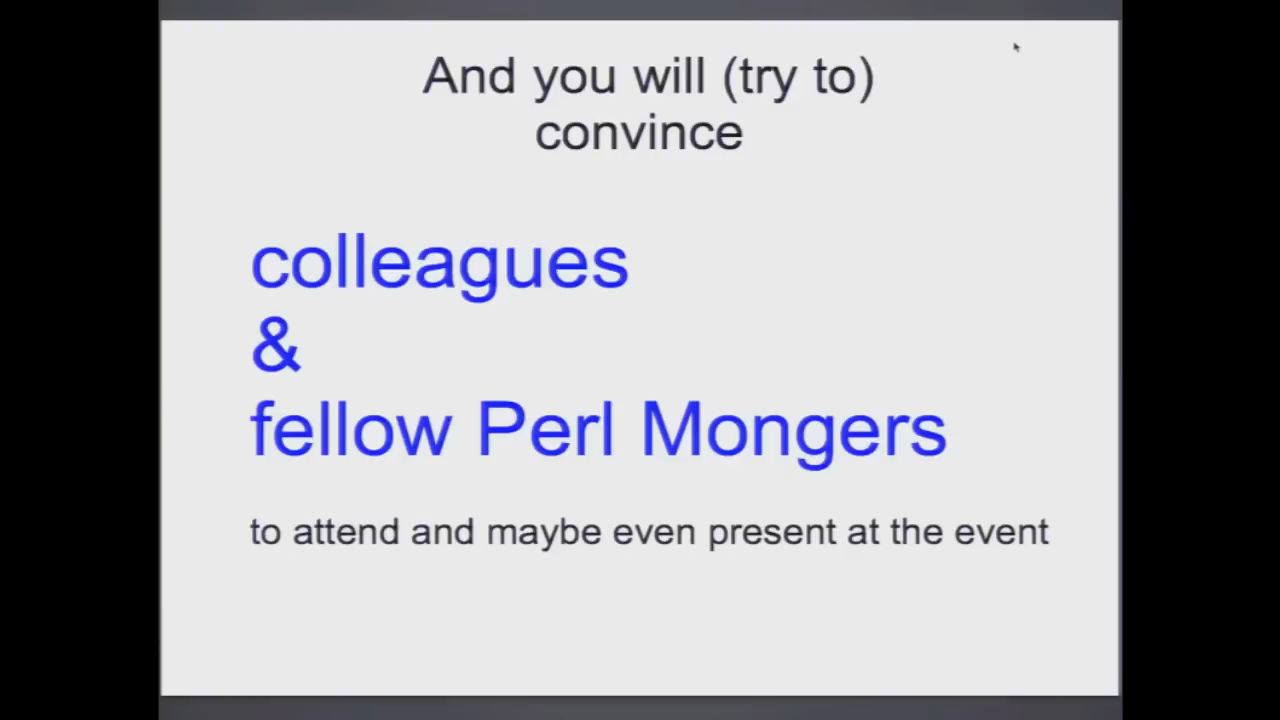 And you will (try to)
convince
colleagues
&
fellow Perl Mongers
to attend and maybe even present at the event